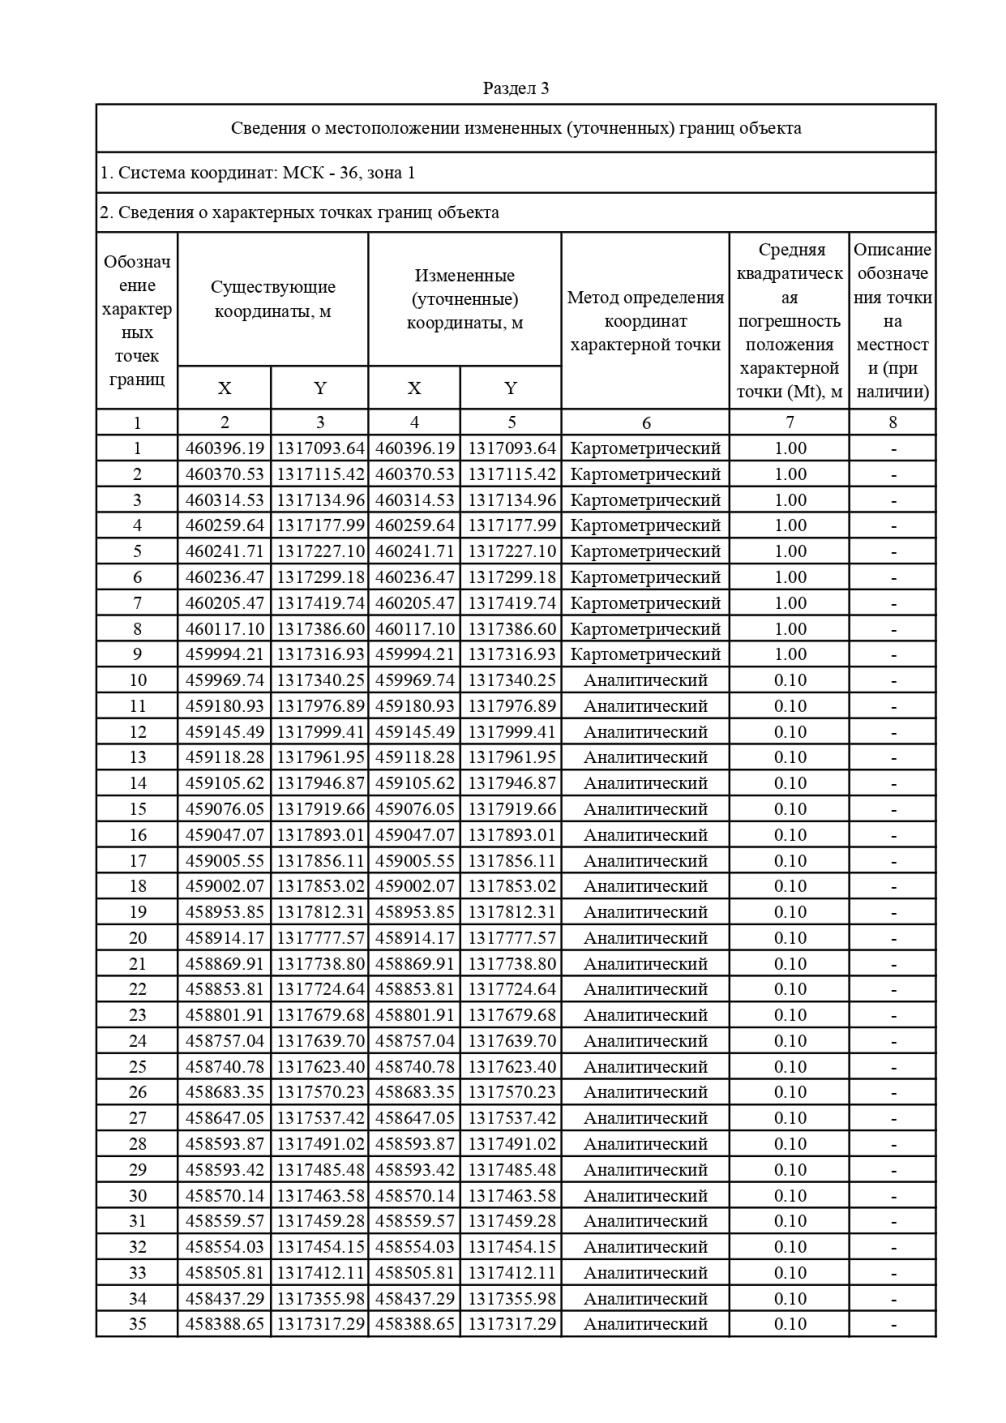 Раздел 3
Сведения о местоположении измененных (уточненных) границ объекта
1. Система координат: МСК - 36, зона 1
2. Сведения о характерных точках границ объекта
Обознач
ение
характер
ных
точек
границ
Существующие
координаты, м
Измененные
(уточненные)
координаты, м
Метод определения
координат
характерной точки
Средняя
квадратическ
ая
погрешность
положения
характерной
точки (Mt), м
Описание
обозначе
ния точки
на
местност
и (при
наличии)
X Y X Y
1 2 3 4 5 6 7 8
1 460396.19 1317093.64 460396.19 1317093.64 Картометрический 1.00 -
2 460370.53 1317115.42 460370.53 1317115.42 Картометрический 1.00 -
3 460314.53 1317134.96 460314.53 1317134.96 Картометрический 1.00 -
4 460259.64 1317177.99 460259.64 1317177.99 Картометрический 1.00 -
5 460241.71 1317227.10 460241.71 1317227.10 Картометрический 1.00 -
6 460236.47 1317299.18 460236.47 1317299.18 Картометрический 1.00 -
7 460205.47 1317419.74 460205.47 1317419.74 Картометрический 1.00 -
8 460117.10 1317386.60 460117.10 1317386.60 Картометрический 1.00 -
9 459994.21 1317316.93 459994.21 1317316.93 Картометрический 1.00 -
10 459969.74 1317340.25 459969.74 1317340.25 Аналитический 0.10 -
11 459180.93 1317976.89 459180.93 1317976.89 Аналитический 0.10 -
12 459145.49 1317999.41 459145.49 1317999.41 Аналитический 0.10 -
13 459118.28 1317961.95 459118.28 1317961.95 Аналитический 0.10 -
14 459105.62 1317946.87 459105.62 1317946.87 Аналитический 0.10 -
15 459076.05 1317919.66 459076.05 1317919.66 Аналитический 0.10 -
16 459047.07 1317893.01 459047.07 1317893.01 Аналитический 0.10 -
17 459005.55 1317856.11 459005.55 1317856.11 Аналитический 0.10 -
18 459002.07 1317853.02 459002.07 1317853.02 Аналитический 0.10 -
19 458953.85 1317812.31 458953.85 1317812.31 Аналитический 0.10 -
20 458914.17 1317777.57 458914.17 1317777.57 Аналитический 0.10 -
21 458869.91 1317738.80 458869.91 1317738.80 Аналитический 0.10 -
22 458853.81 1317724.64 458853.81 1317724.64 Аналитический 0.10 -
23 458801.91 1317679.68 458801.91 1317679.68 Аналитический 0.10 -
24 458757.04 1317639.70 458757.04 1317639.70 Аналитический 0.10 -
25 458740.78 1317623.40 458740.78 1317623.40 Аналитический 0.10 -
26 458683.35 1317570.23 458683.35 1317570.23 Аналитический 0.10 -
27 458647.05 1317537.42 458647.05 1317537.42 Аналитический 0.10 -
28 458593.87 1317491.02 458593.87 1317491.02 Аналитический 0.10 -
29 458593.42 1317485.48 458593.42 1317485.48 Аналитический 0.10 -
30 458570.14 1317463.58 458570.14 1317463.58 Аналитический 0.10 -
31 458559.57 1317459.28 458559.57 1317459.28 Аналитический 0.10 -
32 458554.03 1317454.15 458554.03 1317454.15 Аналитический 0.10 -
33 458505.81 1317412.11 458505.81 1317412.11 Аналитический 0.10 -
34 458437.29 1317355.98 458437.29 1317355.98 Аналитический 0.10 -
35 458388.65 1317317.29 458388.65 1317317.29 Аналитический 0.10 -